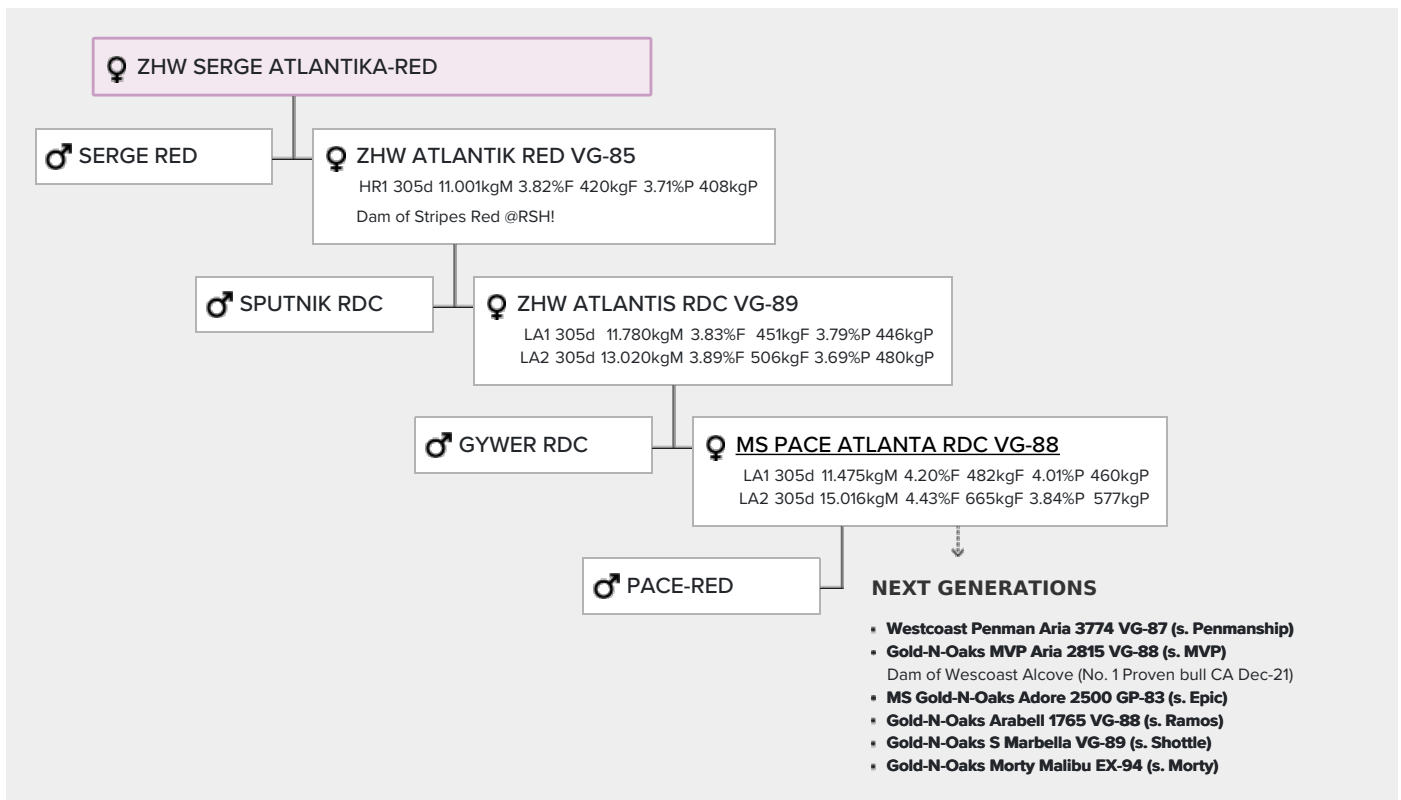 ♀ ZHW SERGE ATLANTIKA-RED
♂ SERGE RED
♀ ZHW ATLANTIK RED VG-85
HR1 305d 11.001kgM 3.82%F 420kgF 3.71%P 408kgP
Dam of Stripes Red @RSH!
♂ SPUTNIK RDC
♀ ZHW ATLANTIS RDC VG-89
LA1 305d 11.780kgM 3.83%F 451kgF 3.79%P 446kgP
LA2 305d 13.020kgM 3.89%F 506kgF 3.69%P 480kgP
♂ GYWER RDC
♀ MS PACE ATLANTA RDC VG-88
LA1 305d 11.475kgM 4.20%F 482kgF 4.01%P 460kgP
LA2 305d 15.016kgM 4.43%F 665kgF 3.84%P 577kgP
♂ PACE-RED
NEXT GENERATIONS
▪ Westcoast Penman Aria 3774 VG-87 (s. Penmanship)
▪ Gold-N-Oaks MVP Aria 2815 VG-88 (s. MVP)
Dam of Wescoast Alcove (No. 1 Proven bull CA Dec-21)
▪ MS Gold-N-Oaks Adore 2500 GP-83 (s. Epic)
▪ Gold-N-Oaks Arabell 1765 VG-88 (s. Ramos)
▪ Gold-N-Oaks S Marbella VG-89 (s. Shottle)
▪ Gold-N-Oaks Morty Malibu EX-94 (s. Morty)